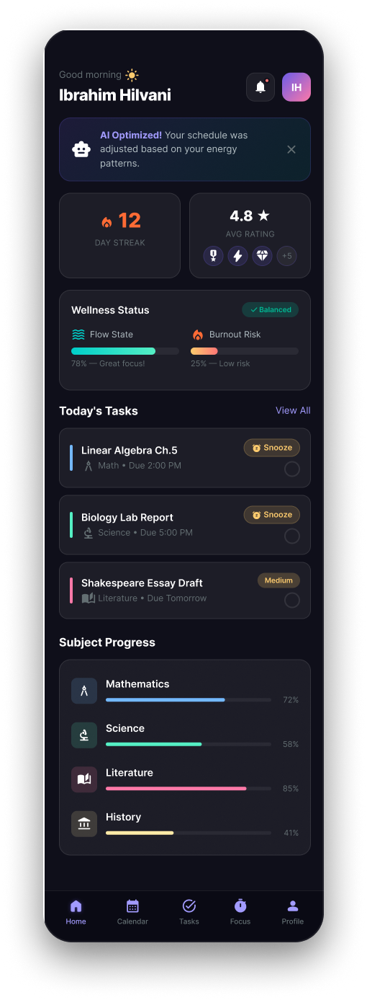 Good morning
Ibrahim Hilvani
IH
AI Optimized! Your schedule was
adjusted based on your energy
patterns.
12
DAY STREAK
4.8 ★
AVG RATING
+5
Wellness Status
Balanced
Flow State
78% — Great focus!
Burnout Risk
25% — Low risk
Today's Tasks
View All
Linear Algebra Ch.5
Math • Due 2:00 PM
Snooze
Biology Lab Report
Science • Due 5:00 PM
Snooze
Shakespeare Essay Draft
Literature • Due Tomorrow
Medium
Subject Progress
Mathematics
72%
Science
58%
Literature
85%
History
41%
Home
Calendar
Tasks
Focus
Profile